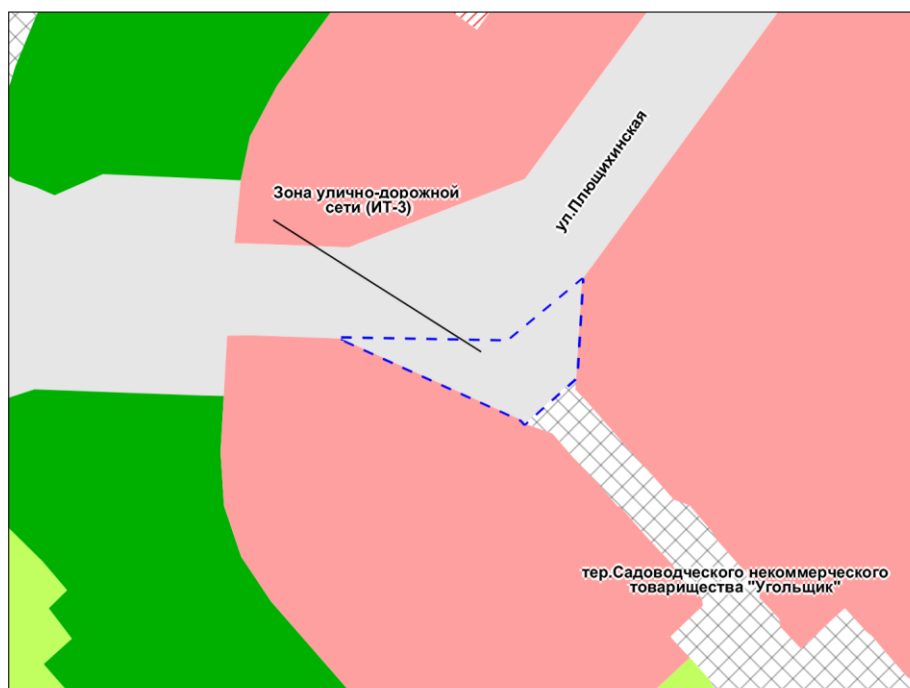 Зона улично-дорожной
сети (ИТ-3)
ул.Плющихинская
тер.Садоводческого некоммерческого
товарищества "Угольщик"